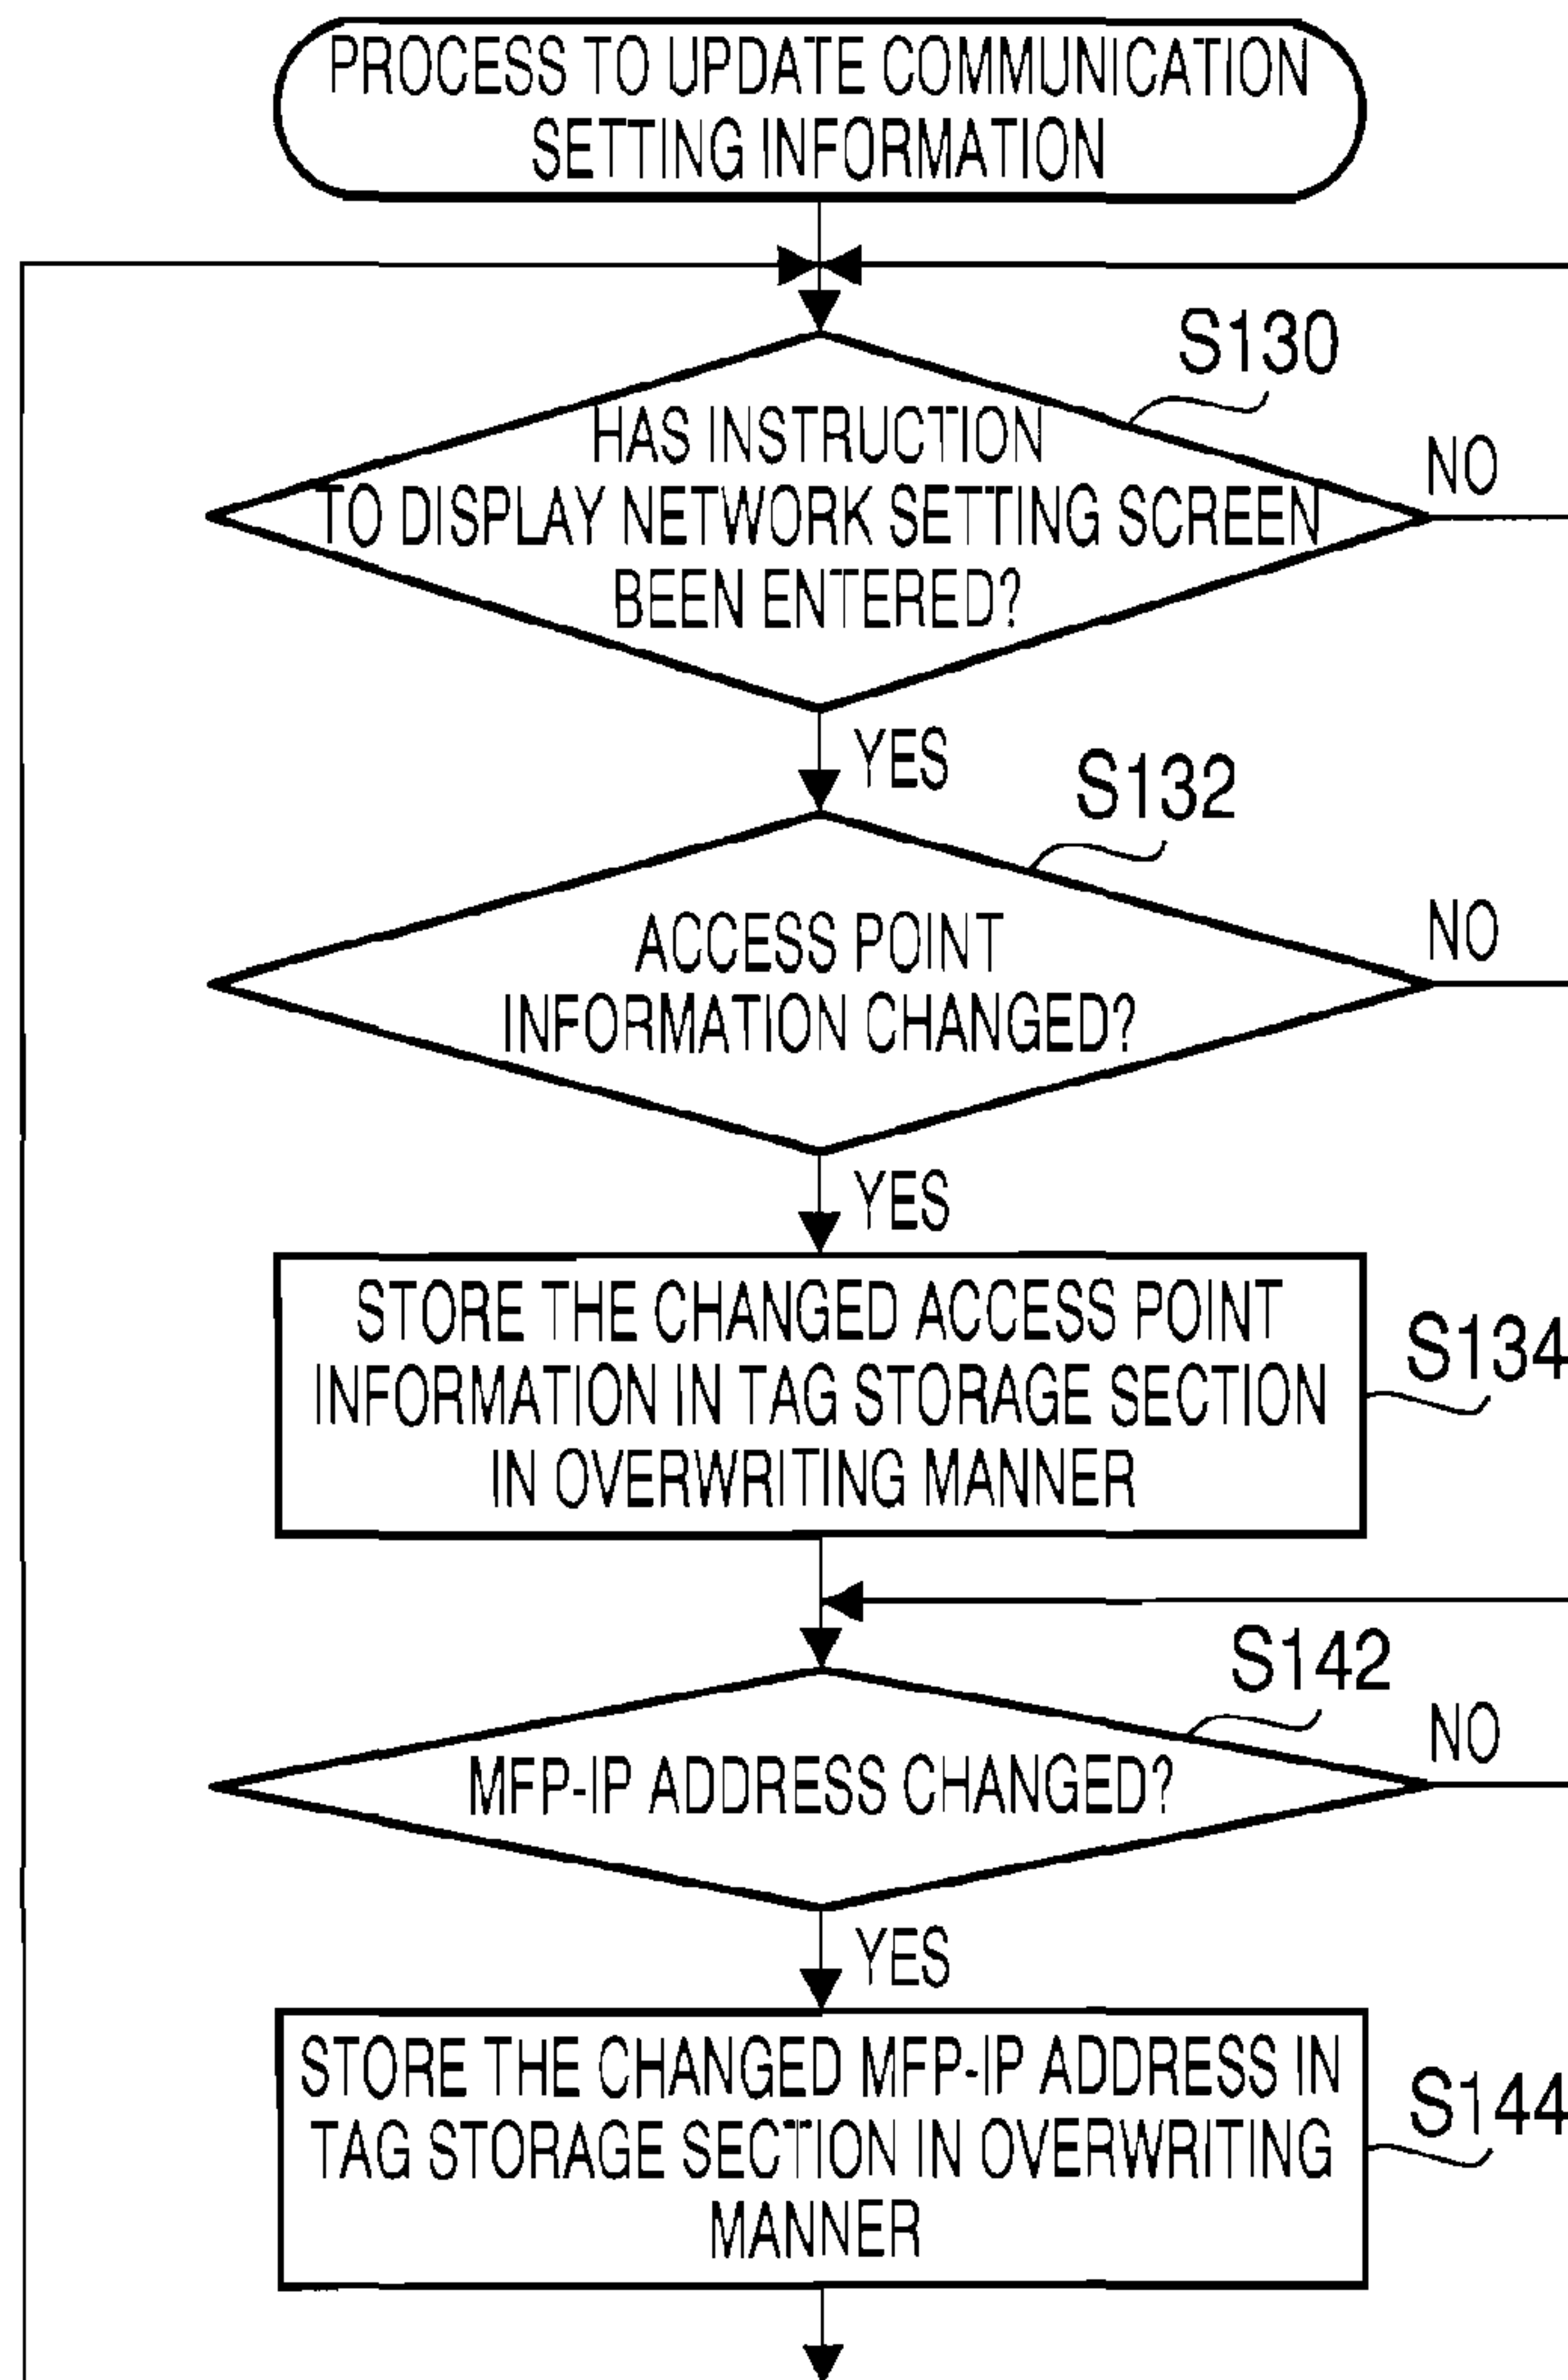 PROCESS TO UPDATE COMMUNICATION
SETTING INFORMATION
S130
HAS INSTRUCTION
TO DISPLAY NETWORK SETTING SCREEN
BEEN ENTERED?
NO
YES
S132
ACCESS POINT
INFORMATION CHANGED?
NO
YES
STORE THE CHANGED ACCESS POINT
INFORMATION IN TAG STORAGE SECTION
IN OVERWRITING MANNER
S134
S142
MFP-IP ADDRESS CHANGED?
NO
YES
STORE THE CHANGED MFP-IP ADDRESS IN
TAG STORAGE SECTION IN OVERWRITING
MANNER
S144